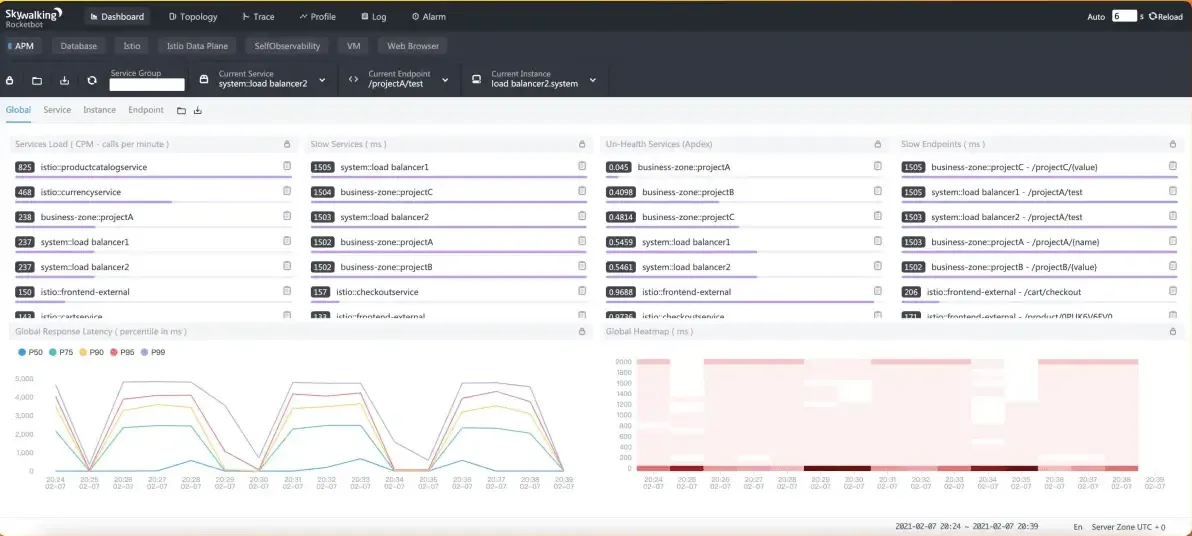 Skywalking
Rocketbot
Dashboard Topology Trace Profile Log Alarm
Auto 6 s Reload
APM Database Istio Istio Data Plane SelfObservability VM Web Browser
Service Group
Current Service
system::load balancer2
Current Endpoint
/projectA/test
Current Instance
load balancer2.system
Global Service Instance Endpoint
Services Load ( CPM - calls per minute )
825 istio::productcatalogservice
468 istio::currencyservice
238 business-zone::projectA
237 system::load balancer1
237 system::load balancer2
150 istio::frontend-external
143 istio::cartservice
Slow Services ( ms )
1505 system::load balancer1
1504 business-zone::projectC
1503 system::load balancer2
1502 business-zone::projectA
1502 business-zone::projectB
157 istio::checkoutservice
133 istio::frontend-external
Un-Health Services (Apdex)
0.045 business-zone::projectA
0.4098 business-zone::projectB
0.4814 business-zone::projectC
0.5459 system::load balancer1
0.5461 system::load balancer2
0.9688 istio::frontend-external
0.9736 istio::checkoutservice
Slow Endpoints ( ms )
1505 business-zone::projectC - /projectC/{value}
1505 system::load balancer1 - /projectA/test
1503 system::load balancer2 - /projectA/test
1503 business-zone::projectA - /projectA/{name}
1502 business-zone::projectB - /projectB/{value}
206 istio::frontend-external - /cart/checkout
171 istio::frontend-external - /product/0PUK6V6EV0
Global Response Latency ( percentile in ms )
P50 P75 P90 P95 P99
5,000
4,000
3,000
2,000
1,000
0
20:24 20:25 20:26 20:27 20:28 20:29 20:30 20:31 20:32 20:33 20:34 20:35 20:36 20:37 20:38 20:39
02-07 02-07 02-07 02-07 02-07 02-07 02-07 02-07 02-07 02-07 02-07 02-07 02-07 02-07 02-07 02-07
Global Heatmap ( ms )
2000
1800
1600
1400
1200
1000
800
600
400
200
0
20:24 20:25 20:26 20:27 20:28 20:29 20:30 20:31 20:32 20:33 20:34 20:35 20:36 20:37 20:38 20:39
02-07 02-07 02-07 02-07 02-07 02-07 02-07 02-07 02-07 02-07 02-07 02-07 02-07 02-07 02-07 02-07
2021-02-07 20:24 ~ 2021-02-07 20:39 En Server Zone UTC + 0